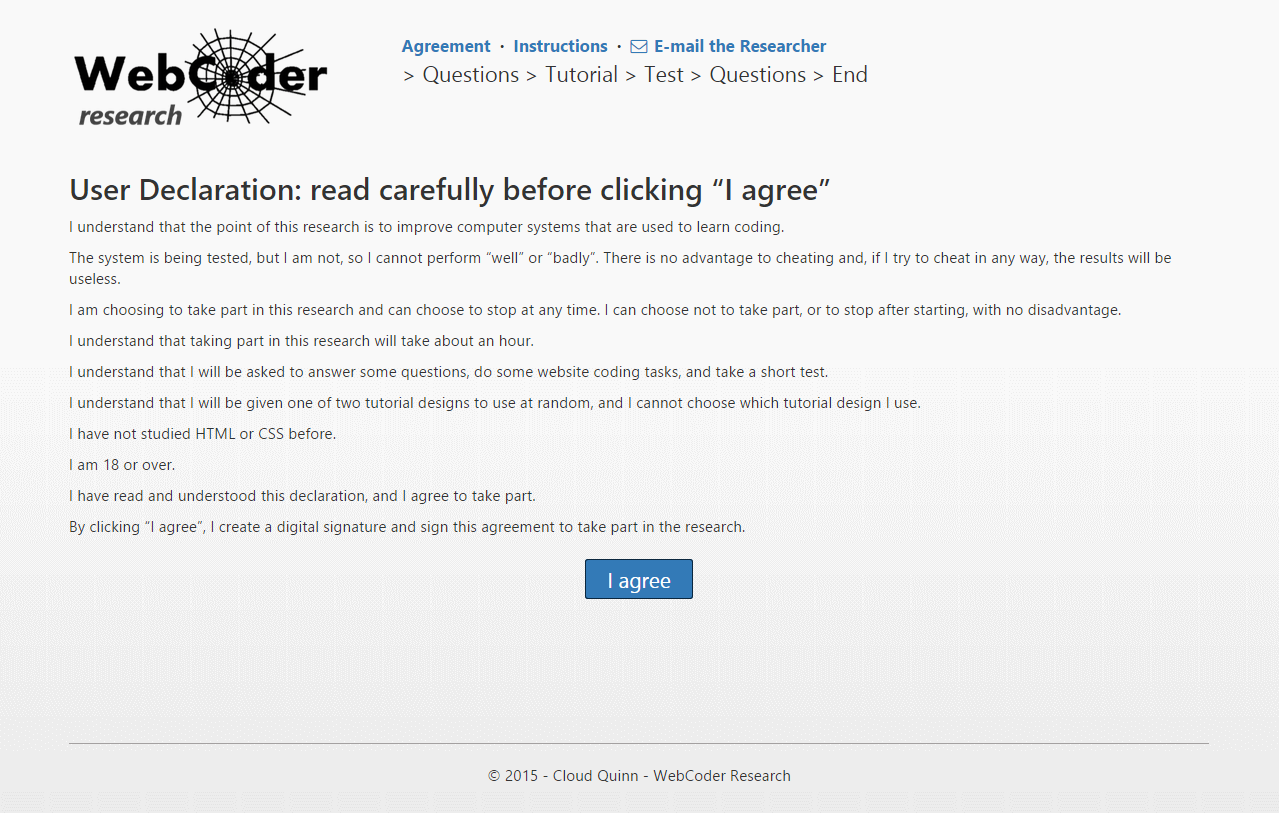 WebCoder
research
Agreement · Instructions · E-mail the Researcher
> Questions > Tutorial > Test > Questions > End
User Declaration: read carefully before clicking “I agree”
I understand that the point of this research is to improve computer systems that are used to learn coding.
The system is being tested, but I am not, so I cannot perform “well” or “badly”. There is no advantage to cheating and, if I try to cheat in any way, the results will be
useless.
I am choosing to take part in this research and can choose to stop at any time. I can choose not to take part, or to stop after starting, with no disadvantage.
I understand that taking part in this research will take about an hour.
I understand that I will be asked to answer some questions, do some website coding tasks, and take a short test.
I understand that I will be given one of two tutorial designs to use at random, and I cannot choose which tutorial design I use.
I have not studied HTML or CSS before.
I am 18 or over.
I have read and understood this declaration, and I agree to take part.
By clicking “I agree”, I create a digital signature and sign this agreement to take part in the research.
I agree
© 2015 - Cloud Quinn - WebCoder Research